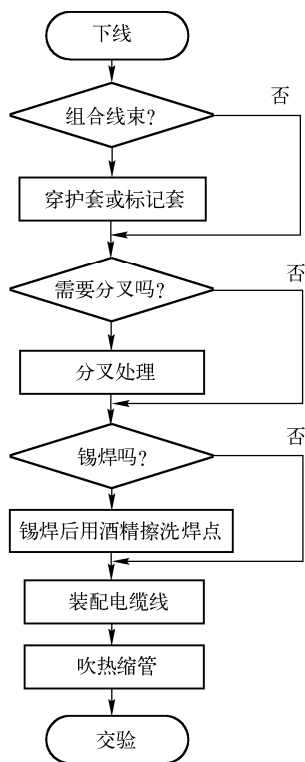 下线
组合线束?
否
穿护套或标记套
需要分叉吗?
否
分叉处理
锡焊吗?
否
锡焊后用酒精擦洗焊点
装配电缆线
吹热缩管
交验